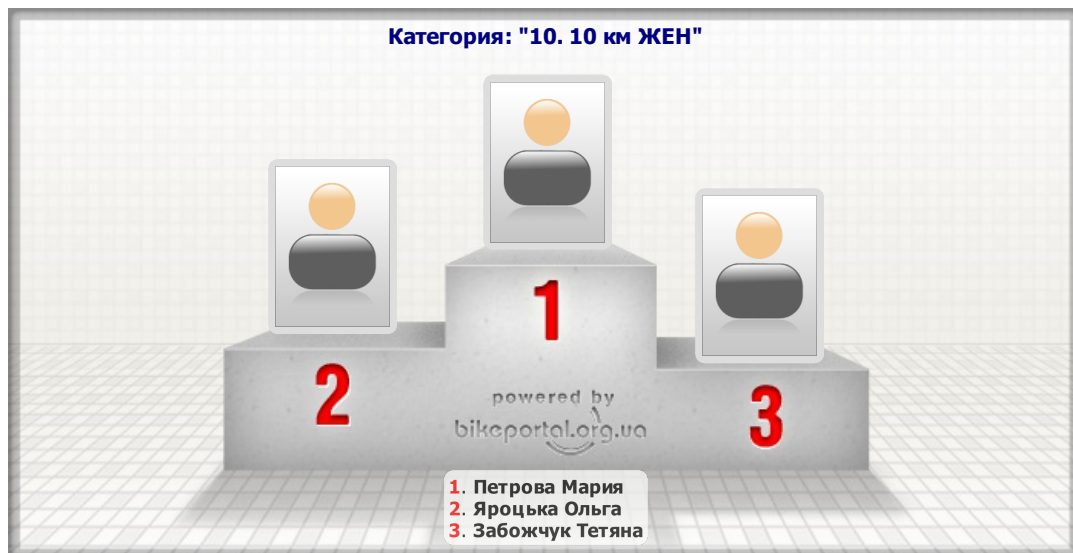 Категория: "10. 10 км ЖЕН"
1
2
3
powered by
bikeportal.org.ua
1. Петрова Мария
2. Яроцька Ольга
3. Забожчук Тетяна